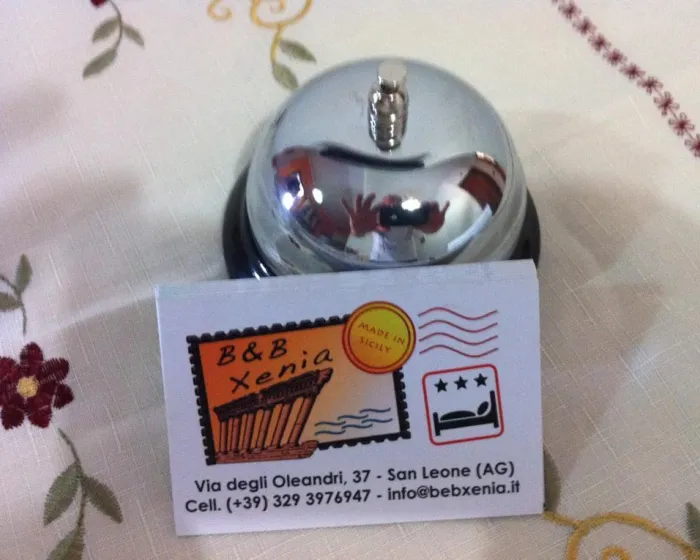 B&B
Xenia
MADE IN
SICILY
Via degli Oleandri, 37 - San Leone (AG)
Cell. (+39) 329 3976947 - info@bebxenia.it